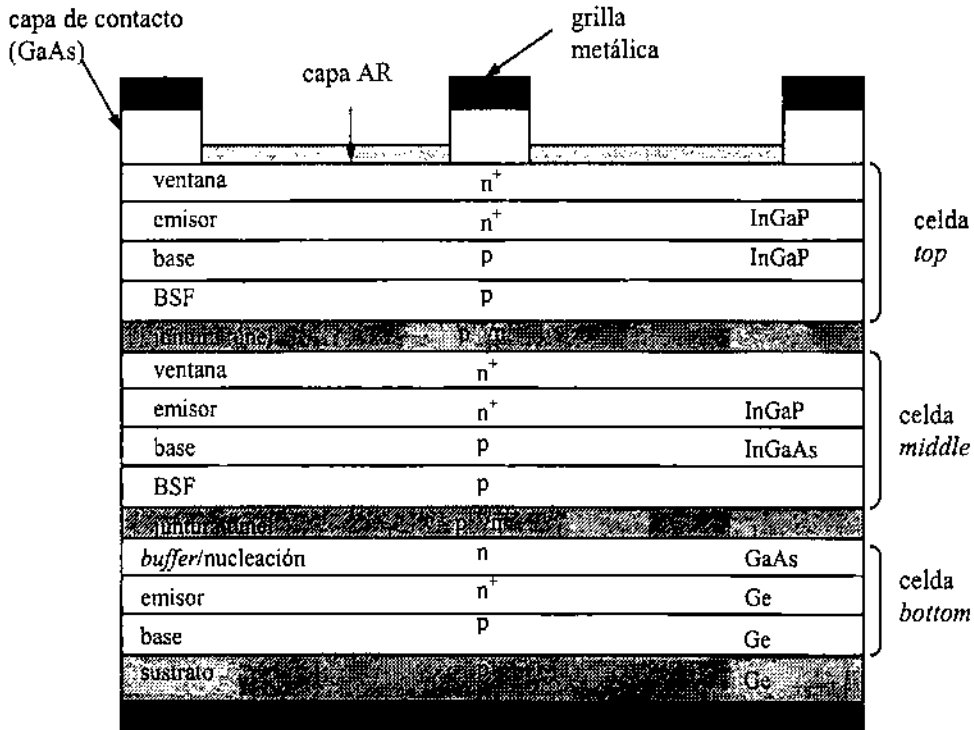 capa de contacto
(GaAs)
grilla
metálica
capa AR
ventana n+
emisor n+ InGaP
base p InGaP
BSF p
celda
top
p
ventana n+
emisor n+ InGaP
base p InGaAs
BSF p
celda
middle
p
buffer/nucleación n GaAs
emisor n+ Ge
base p Ge
celda
bottom
sustrato Ge